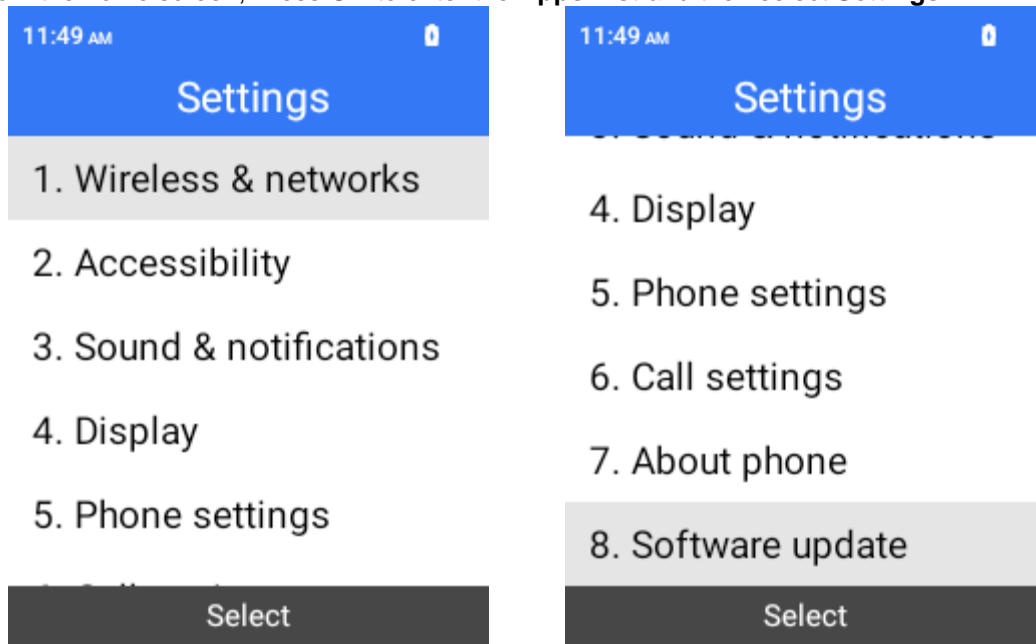 11:49 AM
Settings
1. Wireless & networks
2. Accessibility
3. Sound & notifications
4. Display
5. Phone settings
Select
11:49 AM
Settings
4. Display
5. Phone settings
6. Call settings
7. About phone
8. Software update
Select